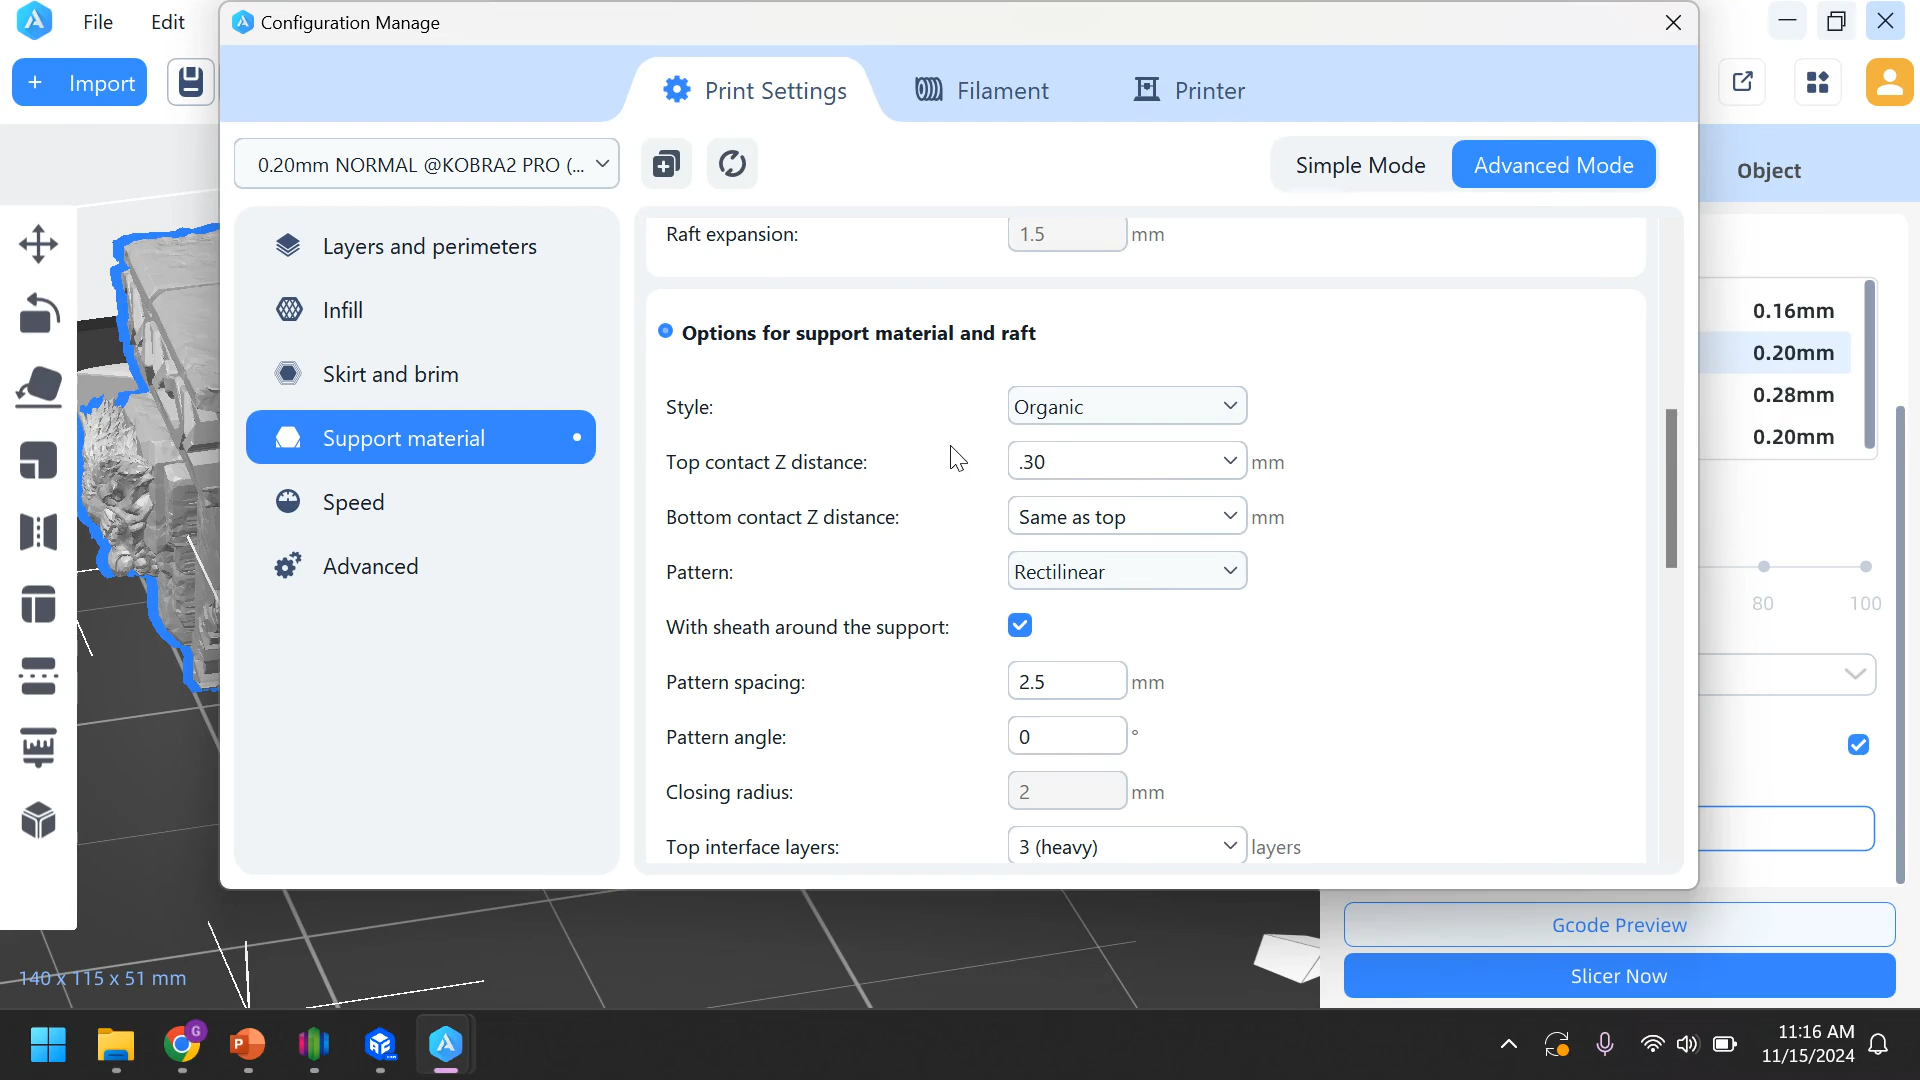 File Edit
Configuration Manage
Import
Print Settings
Filament
Printer
0.20mm NORMAL @KOBRA2 PRO (...
Simple Mode
Advanced Mode
Object
Layers and perimeters
Infill
Skirt and brim
Support material
Speed
Advanced
Raft expansion: 1.5 mm
Options for support material and raft
Style: Organic
Top contact Z distance: .30 mm
Bottom contact Z distance: Same as top mm
Pattern: Rectilinear
With sheath around the support:
Pattern spacing: 2.5 mm
Pattern angle: 0 °
Closing radius: 2 mm
Top interface layers: 3 (heavy) layers
0.16mm
0.20mm
0.28mm
0.20mm
80 100
Gcode Preview
Slicer Now
140 x 115 x 51 mm
G
P
11:16 AM
11/15/2024